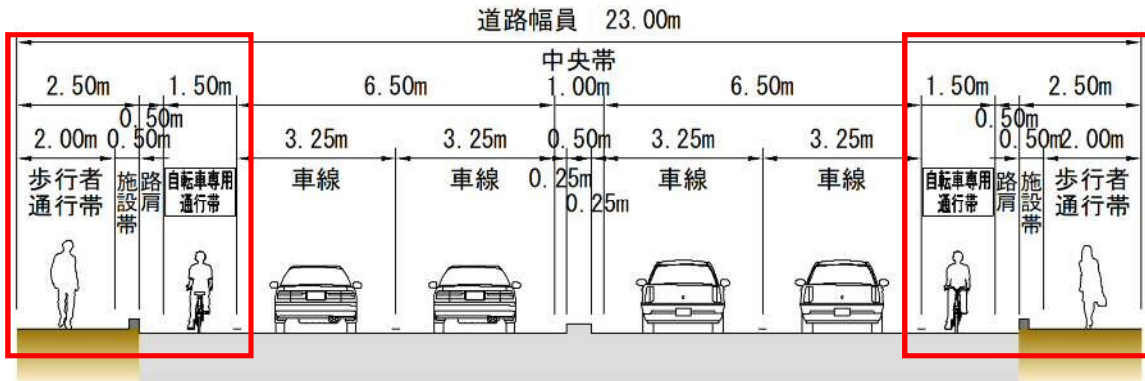 道路幅員 23.00m
中央帯
2.50m 1.50m 6.50m 1.00m 6.50m 1.50m 2.50m
0.50m 0.50m
2.00m 0.50m 3.25m 3.25m 0.50m 3.25m 3.25m 0.50m 2.00m
歩行者通行帯 施設帯 路肩 自転車専用通行帯 車線 車線 0.25m 車線 車線 自転車専用通行帯 路肩 施設帯 歩行者通行帯
0.25m